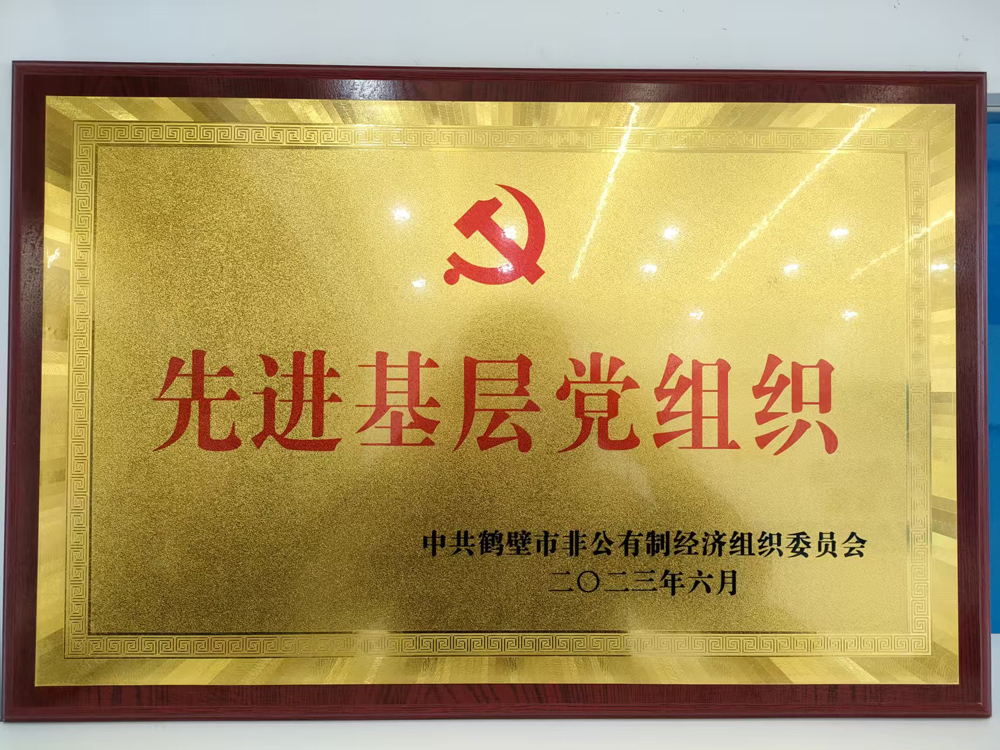 先进基层党组织
中共鹤壁市非公有制经济组织委员会
二〇二三年六月